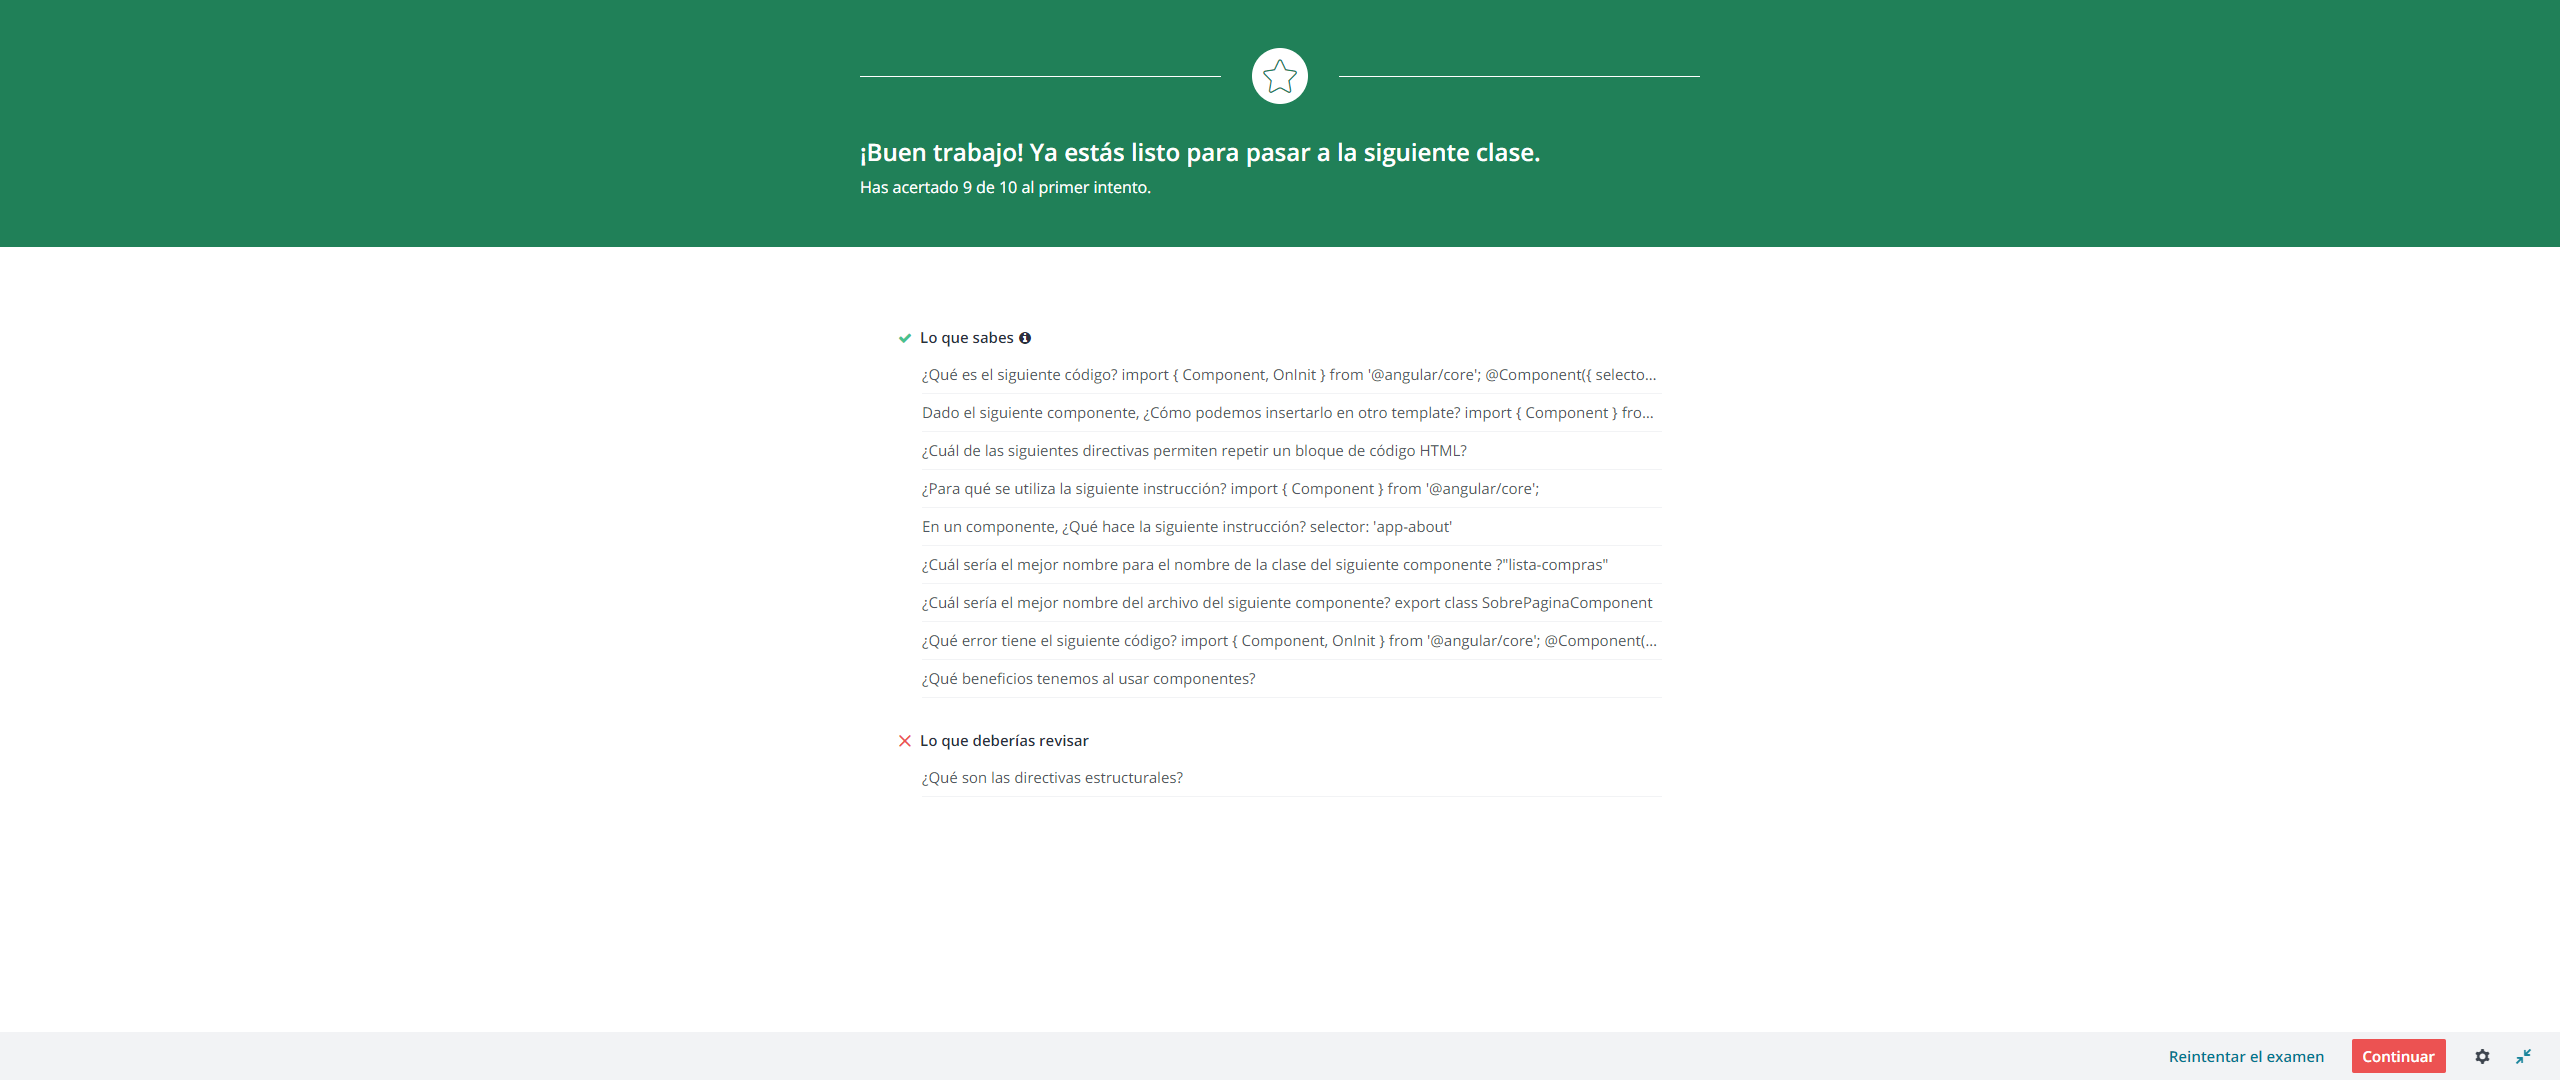 ¡Buen trabajo! Ya estás listo para pasar a la siguiente clase.
Has acertado 9 de 10 al primer intento.
Lo que sabes
¿Qué es el siguiente código? import { Component, OnInit } from '@angular/core'; @Component({ selecto...
Dado el siguiente componente, ¿Cómo podemos insertarlo en otro template? import { Component } fro...
¿Cuál de las siguientes directivas permiten repetir un bloque de código HTML?
¿Para qué se utiliza la siguiente instrucción? import { Component } from '@angular/core';
En un componente, ¿Qué hace la siguiente instrucción? selector: 'app-about'
¿Cuál sería el mejor nombre para el nombre de la clase del siguiente componente ?"lista-compras"
¿Cuál sería el mejor nombre del archivo del siguiente componente? export class SobrePaginaComponent
¿Qué error tiene el siguiente código? import { Component, OnInit } from '@angular/core'; @Component(...
¿Qué beneficios tenemos al usar componentes?
Lo que deberías revisar
¿Qué son las directivas estructurales?
Reintentar el examen
Continuar